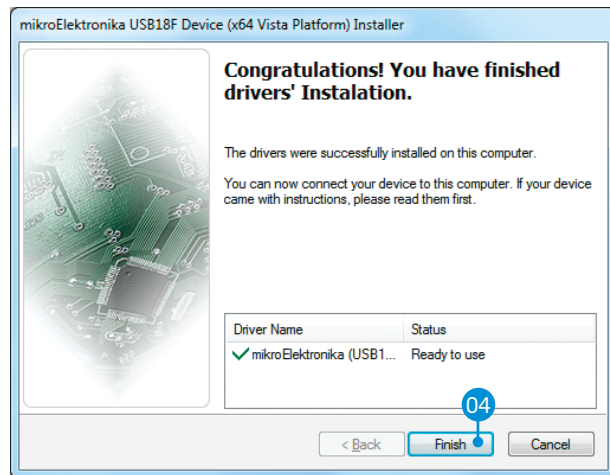 mikroElektronika USB18F Device (x64 Vista Platform) Installer
Congratulations! You have finished
drivers' Instalation.
The drivers were successfully installed on this computer.
You can now connect your device to this computer. If your device
came with instructions, please read them first.
Driver Name Status
mikroElektronika (USB1... Ready to use
04
< Back Finish Cancel